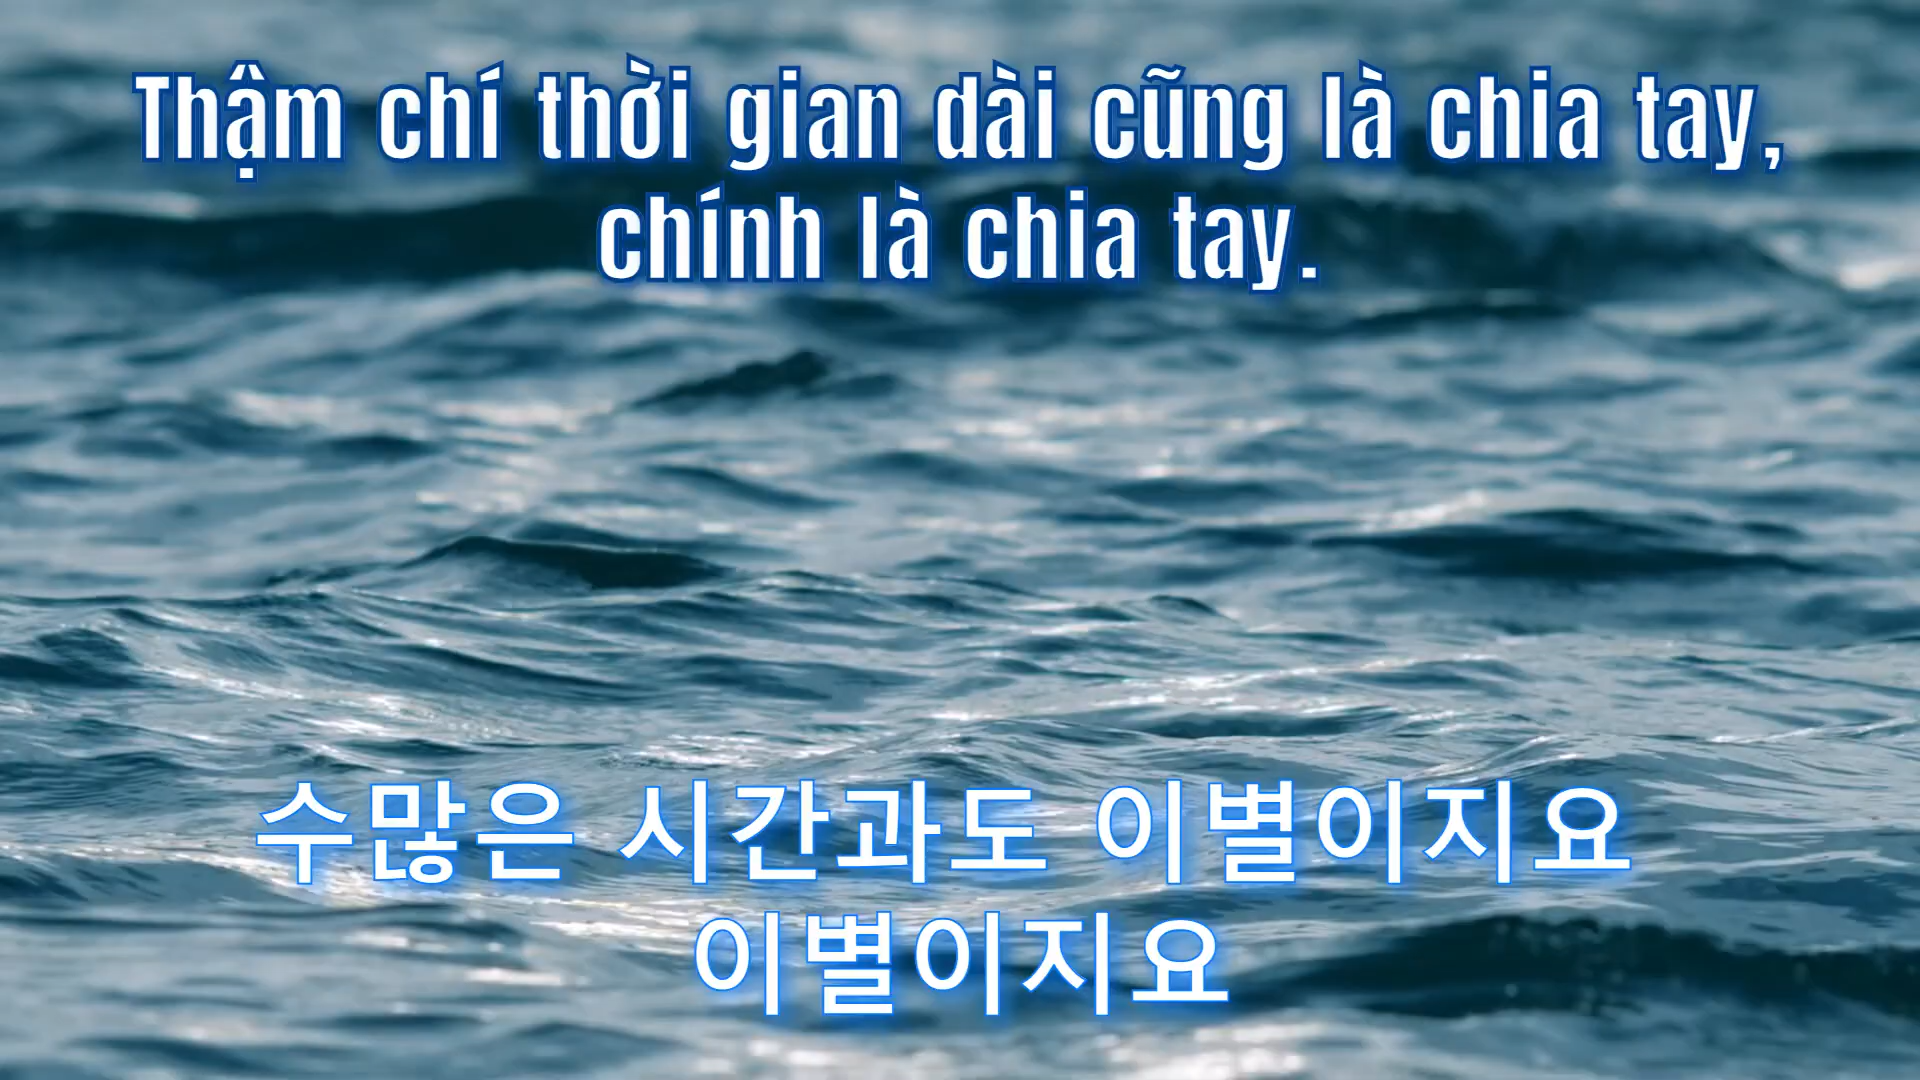 Thậm chí thời gian dài cũng là chia tay,
chính là chia tay.
수많은 시간과도 이별이지요
이별이지요